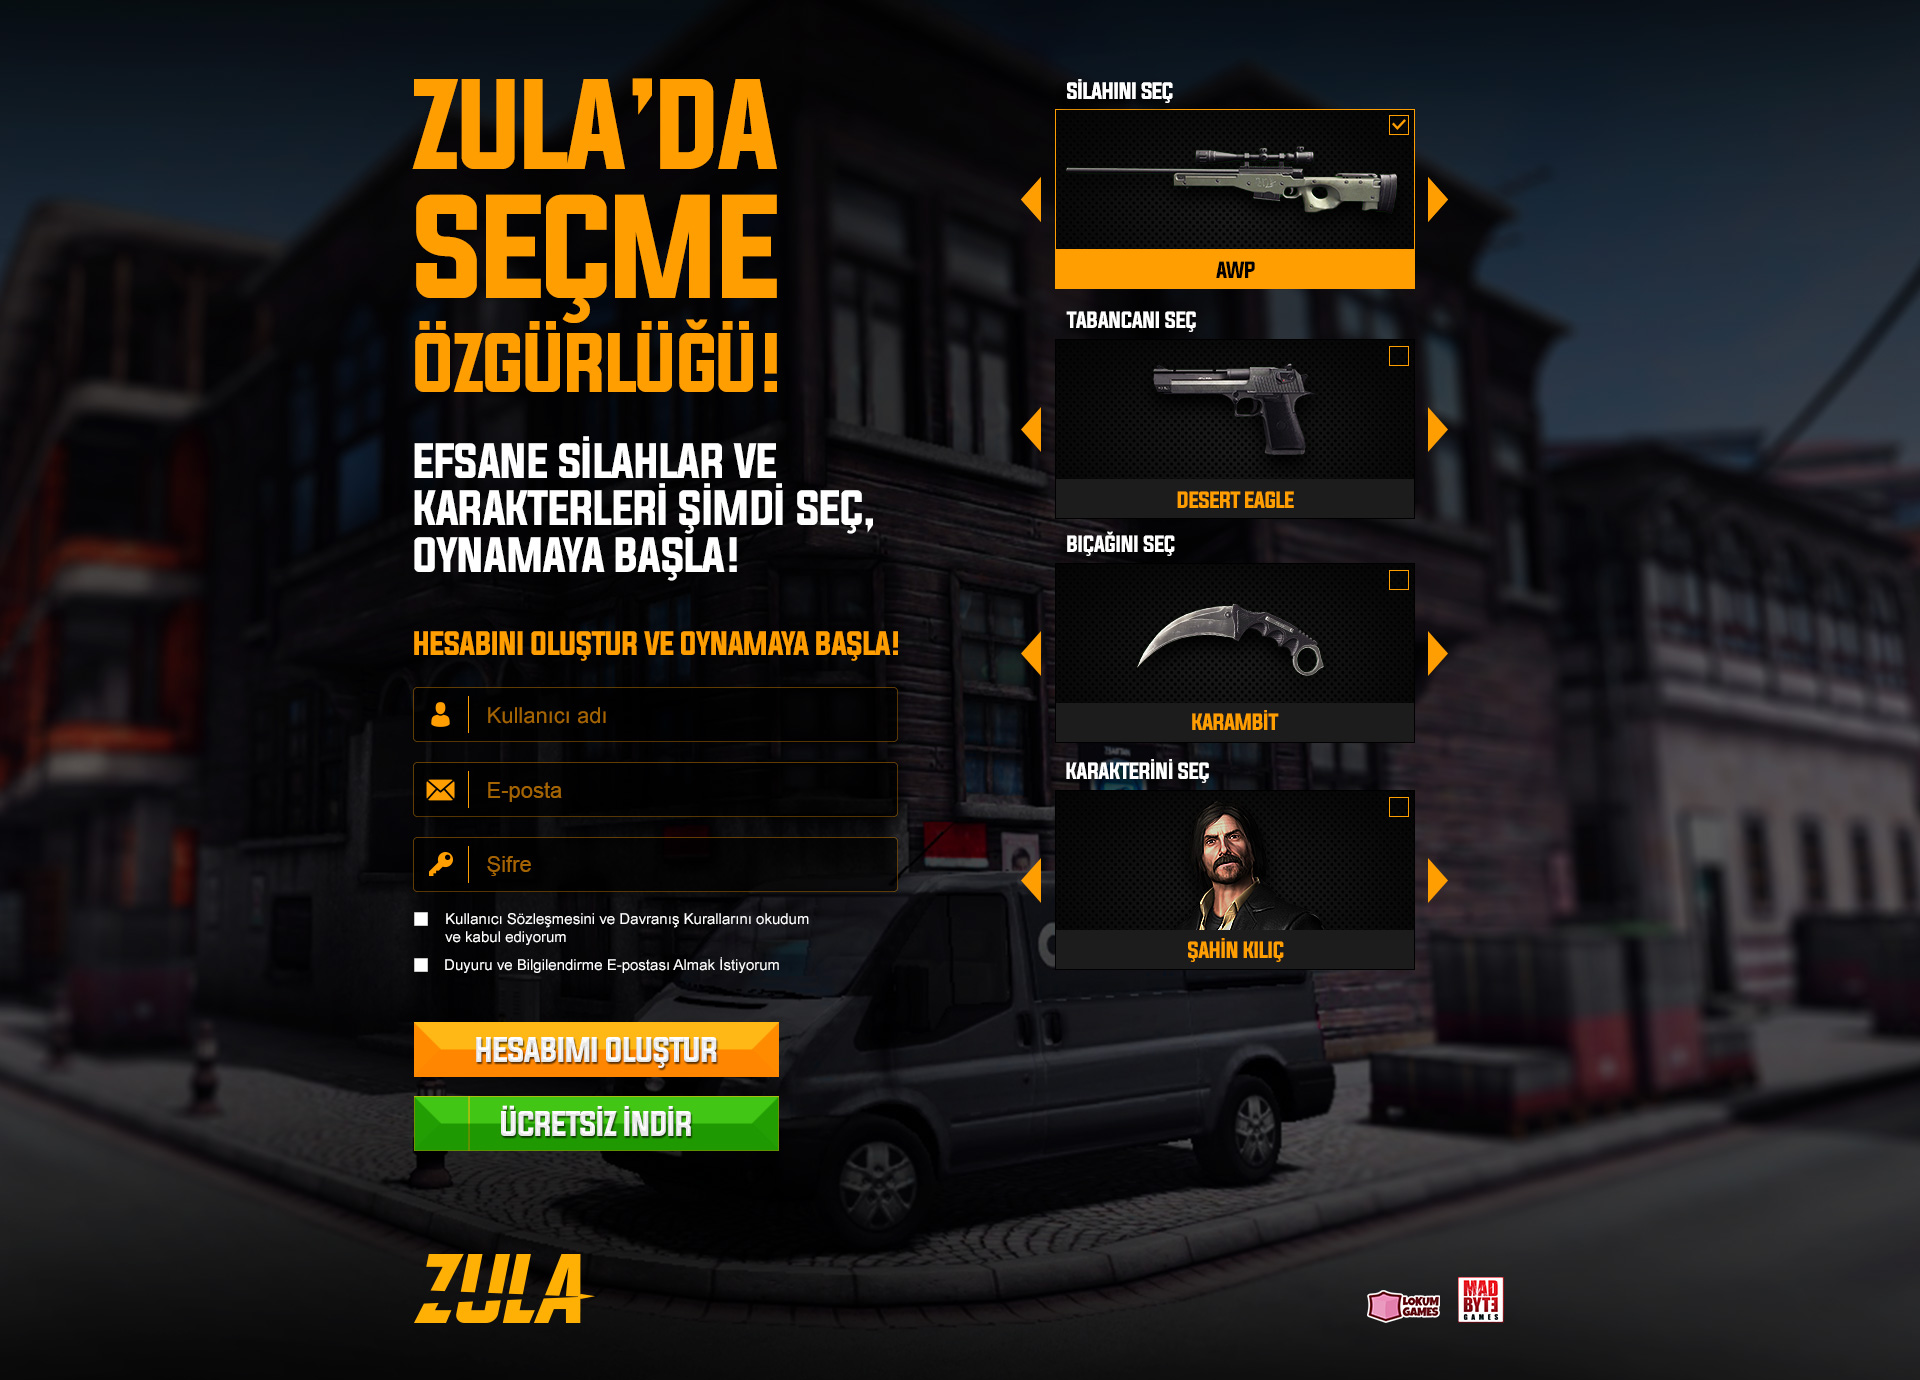 ZULA'DA
SEÇME
ÖZGÜRLÜĞÜ!
EFSANE SİLAHLAR VE
KARAKTERLERİ ŞİMDİ SEÇ,
OYNAMAYA BAŞLA!
HESABINI OLUŞTUR VE OYNAMAYA BAŞLA!
Kullanıcı adı
E-posta
Şifre
Kullanıcı Sözleşmesini ve Davranış Kurallarını okudum
ve kabul ediyorum
Duyuru ve Bilgilendirme E-postası Almak İstiyorum
HESABIMI OLUŞTUR
ÜCRETSİZ İNDİR
SİLAHINI SEÇ
AWP
TABANCANI SEÇ
DESERT EAGLE
BIÇAĞINI SEÇ
KARAMBİT
KARAKTERİNİ SEÇ
ŞAHİN KILIÇ
ZULA
LOKUM
GAMES
MAD
BYTE
GAMES